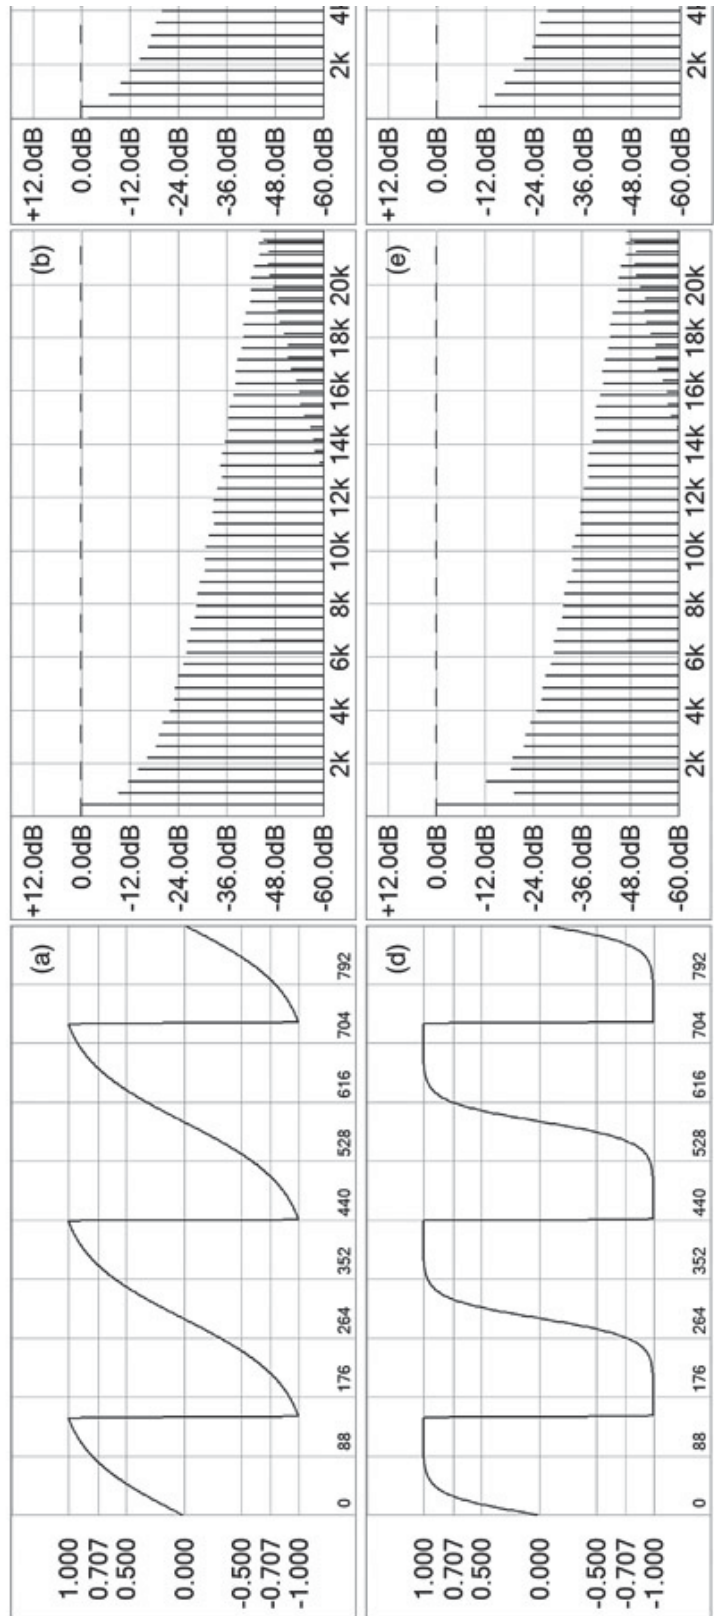 (a)
1.000
0.707
0.500
0.000
-0.500
-0.707
-1.000
0 88 176 264 352 440 528 616 704 792
(b)
+12.0dB
0.0dB
-12.0dB
-24.0dB
-36.0dB
-48.0dB
-60.0dB
2k 4k 6k 8k 10k 12k 14k 16k 18k 20k
+12.0dB
0.0dB
-12.0dB
-24.0dB
-36.0dB
-48.0dB
-60.0dB
2k
(d)
1.000
0.707
0.500
0.000
-0.500
-0.707
-1.000
0 88 176 264 352 440 528 616 704 792
(e)
+12.0dB
0.0dB
-12.0dB
-24.0dB
-36.0dB
-48.0dB
-60.0dB
2k 4k 6k 8k 10k 12k 14k 16k 18k 20k
+12.0dB
0.0dB
-12.0dB
-24.0dB
-36.0dB
-48.0dB
-60.0dB
2k